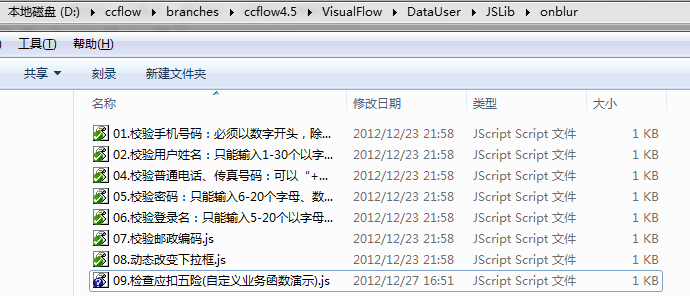 本地磁盘 (D:) ▸ ccflow ▸ branches ▸ ccflow4.5 ▸ VisualFlow ▸ DataUser ▸ JSLib ▸ onblur
) 工具(T) 帮助(H)
共享 刻录 新建文件夹
名称 修改日期 类型 大小
01.校验手机号码：必须以数字开头，除... 2012/12/23 21:58 JScript Script 文件 1 KB
02.校验用户姓名：只能输入1-30个以字... 2012/12/23 21:58 JScript Script 文件 1 KB
04.校验普通电话、传真号码：可以“+... 2012/12/23 21:58 JScript Script 文件 1 KB
05.校验密码：只能输入6-20个字母、数... 2012/12/23 21:58 JScript Script 文件 1 KB
06.校验登录名：只能输入5-20个以字母... 2012/12/23 21:58 JScript Script 文件 1 KB
07.校验邮政编码.js 2012/12/23 21:58 JScript Script 文件 1 KB
08.动态改变下拉框.js 2012/12/23 21:58 JScript Script 文件 1 KB
09.检查应扣五险(自定义业务函数演示).js 2012/12/27 16:51 JScript Script 文件 1 KB